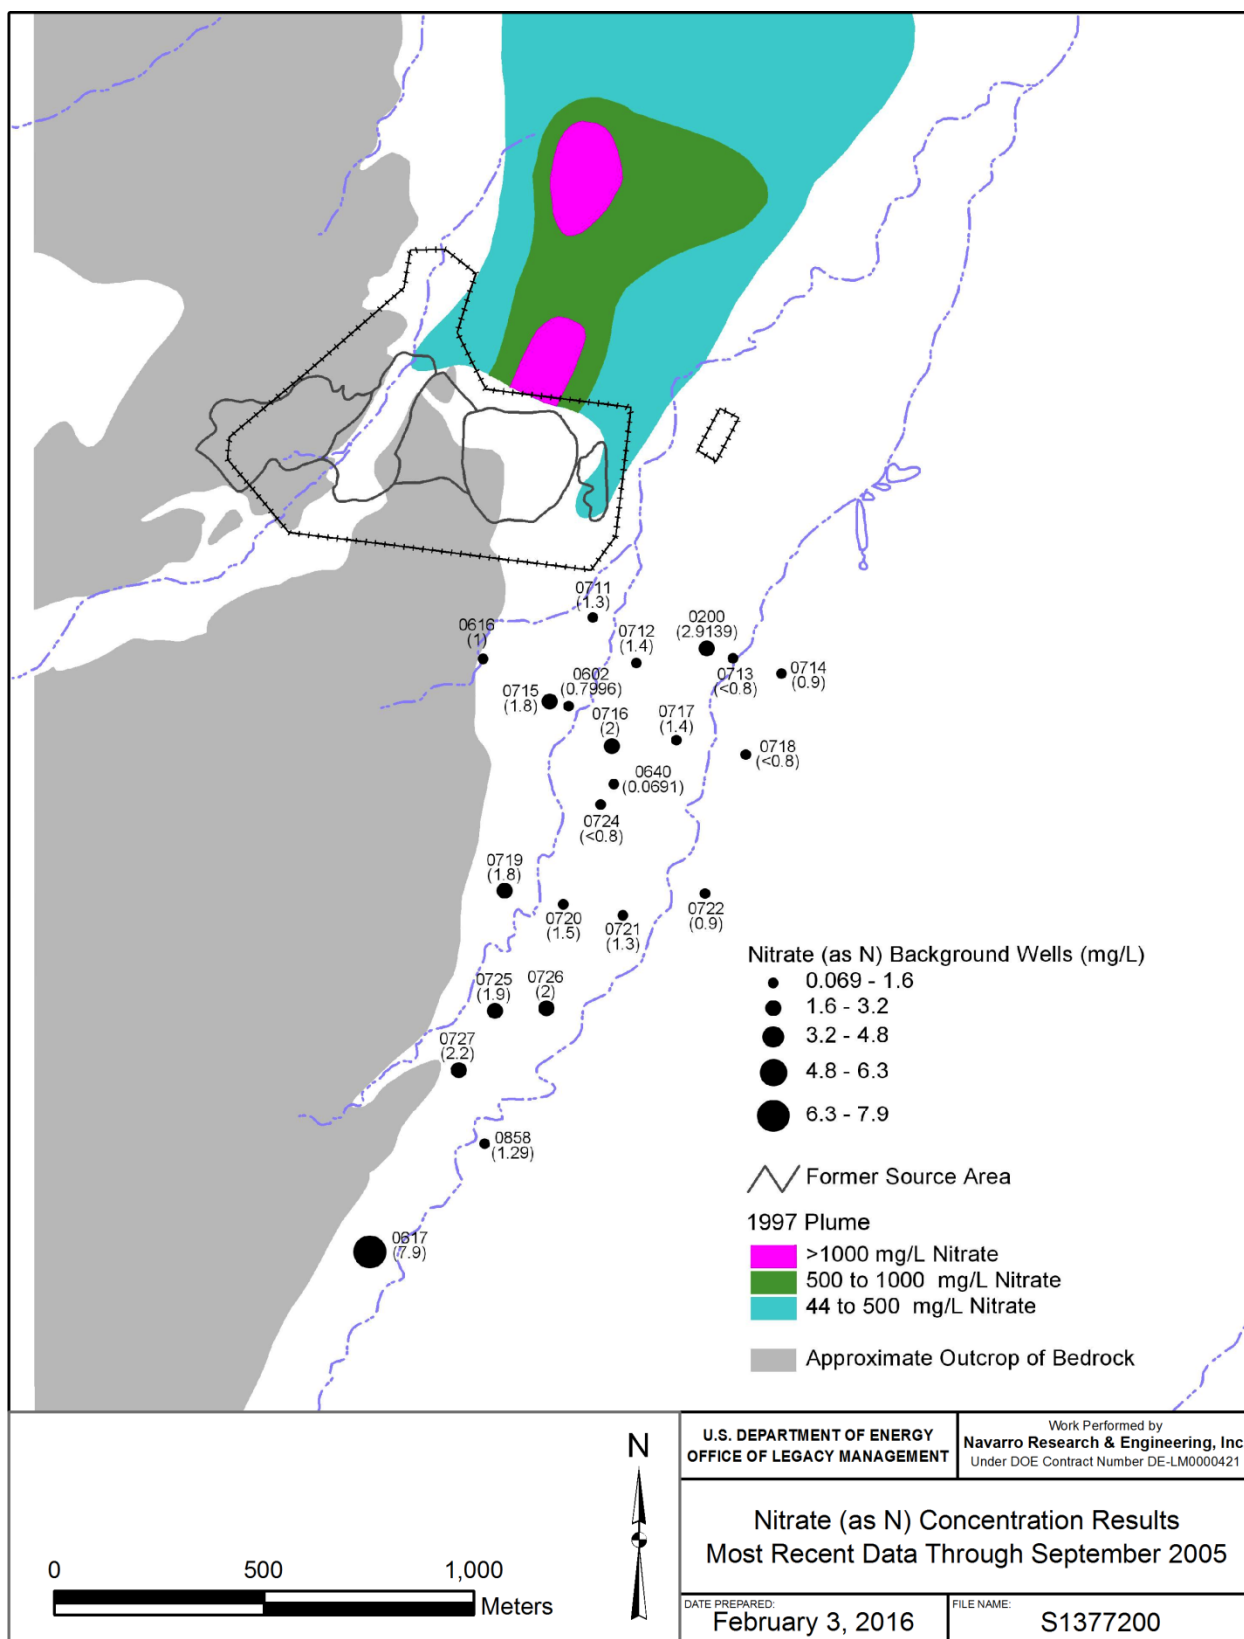 0711
(1.3)
0616
(1)
0712
(1.4)
0200
(2.9139)
0713
(<0.8)
0714
(0.9)
0602
(0.7996)
0715
(1.8)
0716
(2)
0717
(1.4)
0718
(<0.8)
0640
(0.0691)
0724
(<0.8)
0719
(1.8)
0720
(1.5)
0721
(1.3)
0722
(0.9)
0725
(1.9)
0726
(2)
0727
(2.2)
0858
(1.29)
0617
(7.9)
Nitrate (as N) Background Wells (mg/L)
0.069 - 1.6
1.6 - 3.2
3.2 - 4.8
4.8 - 6.3
6.3 - 7.9
Former Source Area
1997 Plume
>1000 mg/L Nitrate
500 to 1000 mg/L Nitrate
44 to 500 mg/L Nitrate
Approximate Outcrop of Bedrock
0 500 1,000
Meters
N
U.S. DEPARTMENT OF ENERGY
OFFICE OF LEGACY MANAGEMENT
Work Performed by
Navarro Research & Engineering, Inc
Under DOE Contract Number DE-LM0000421
Nitrate (as N) Concentration Results
Most Recent Data Through September 2005
DATE PREPARED:
February 3, 2016
FILE NAME:
S1377200